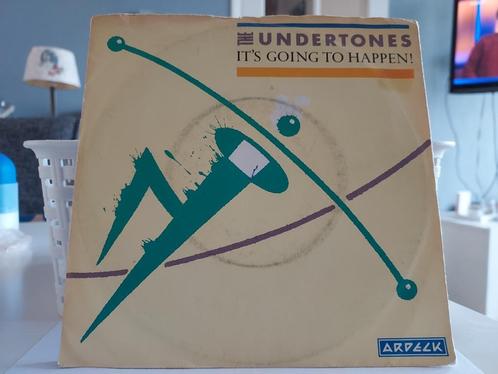 THE UNDERTONES
IT'S GOING TO HAPPEN!
ARDECK